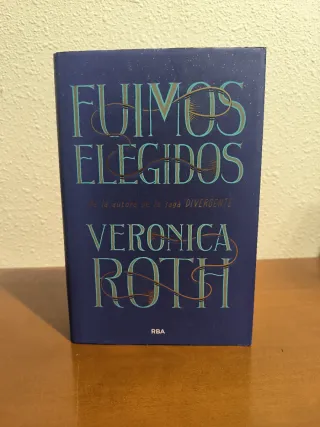 FUIMOS
ELEGIDOS
De la autora de la saga DIVERGENTE
VERONICA
ROTH
RBA